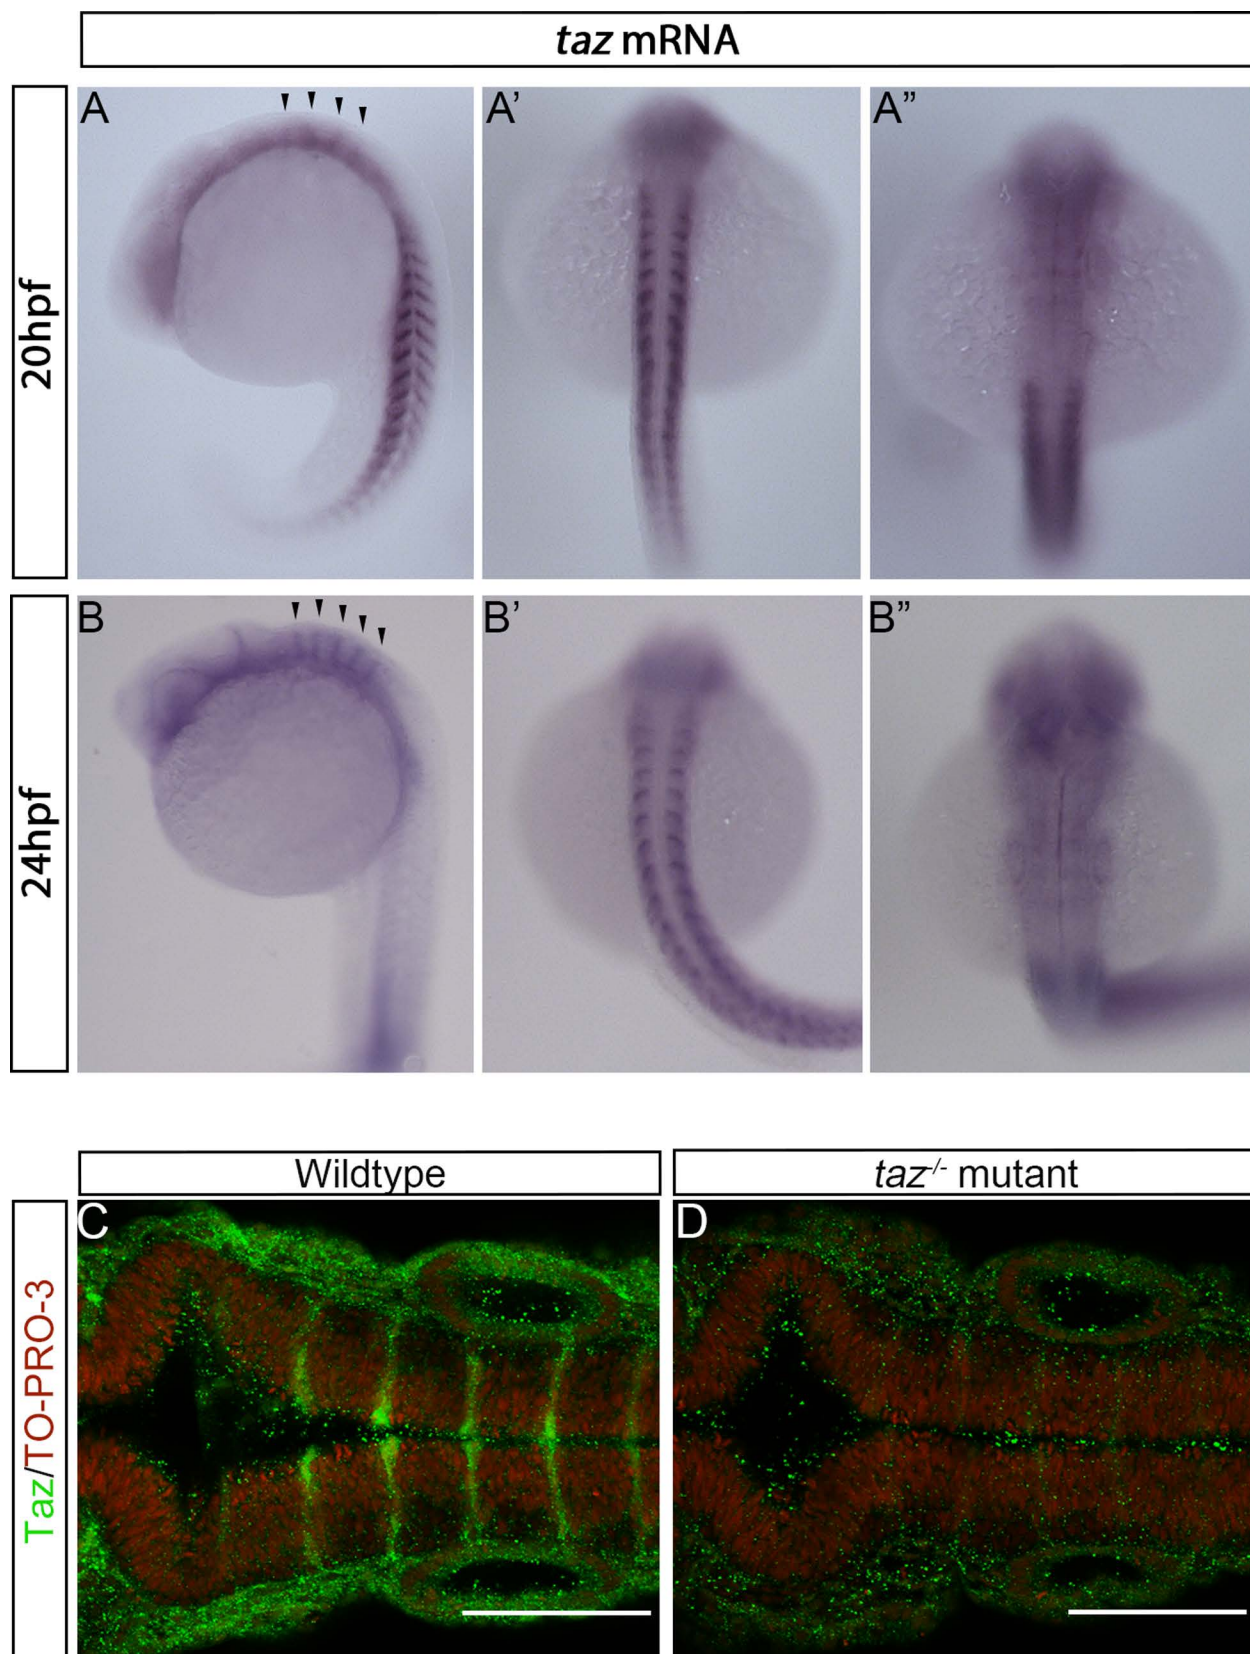 taz mRNA
20hpf
A
A’
A”
24hpf
B
B’
B”
Wildtype
taz-/- mutant
Taz/TO-PRO-3
C
D